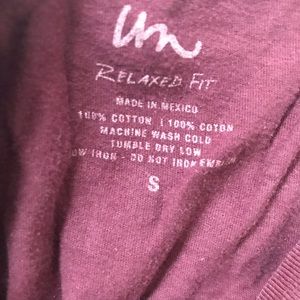 RELAXED FIT
MADE IN MEXICO
100% COTTON | 100% COTON
MACHINE WASH COLD
TUMBLE DRY LOW
OW IRON - DO NOT IRON
S